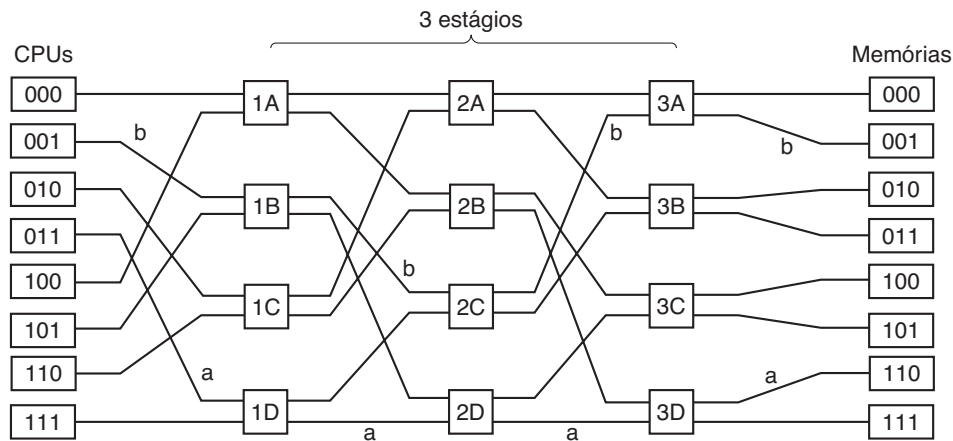 3 estágios
CPUs
Memórias
000
1A
2A
3A
000
001
b
b
b
001
010
1B
2B
3B
010
011
011
100
b
100
1C
2C
3C
101
101
110
a
a
110
111
1D
a
2D
a
3D
111